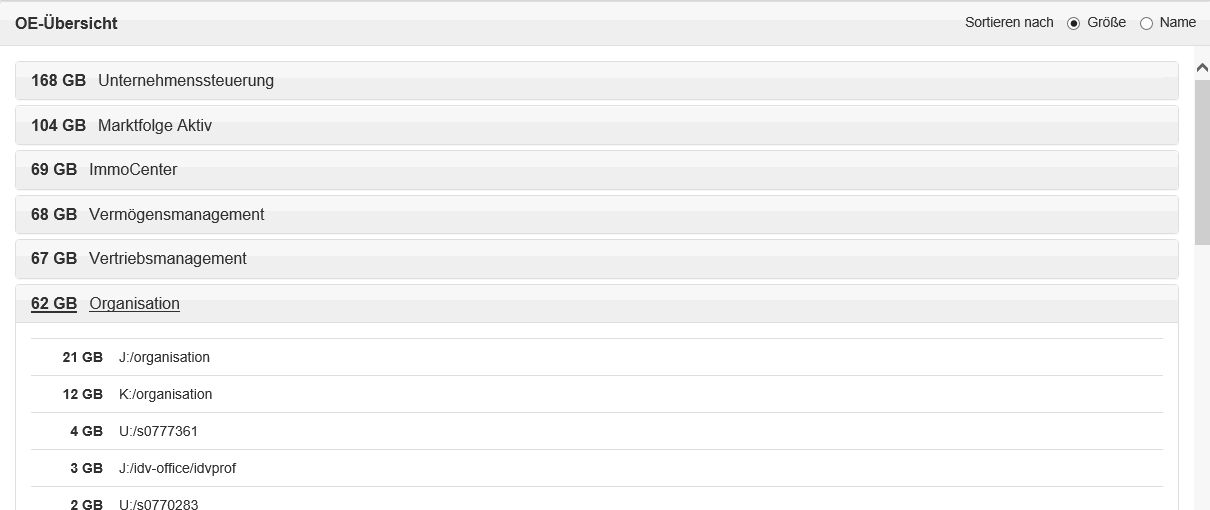 OE-Übersicht Sortieren nach Größe Name
168 GB Unternehmenssteuerung
104 GB Marktfolge Aktiv
69 GB ImmoCenter
68 GB Vermögensmanagement
67 GB Vertriebsmanagement
62 GB Organisation
21 GB J:/organisation
12 GB K:/organisation
4 GB U:/s0777361
3 GB J:/idv-office/idvprof
2 GB U:/s0770283